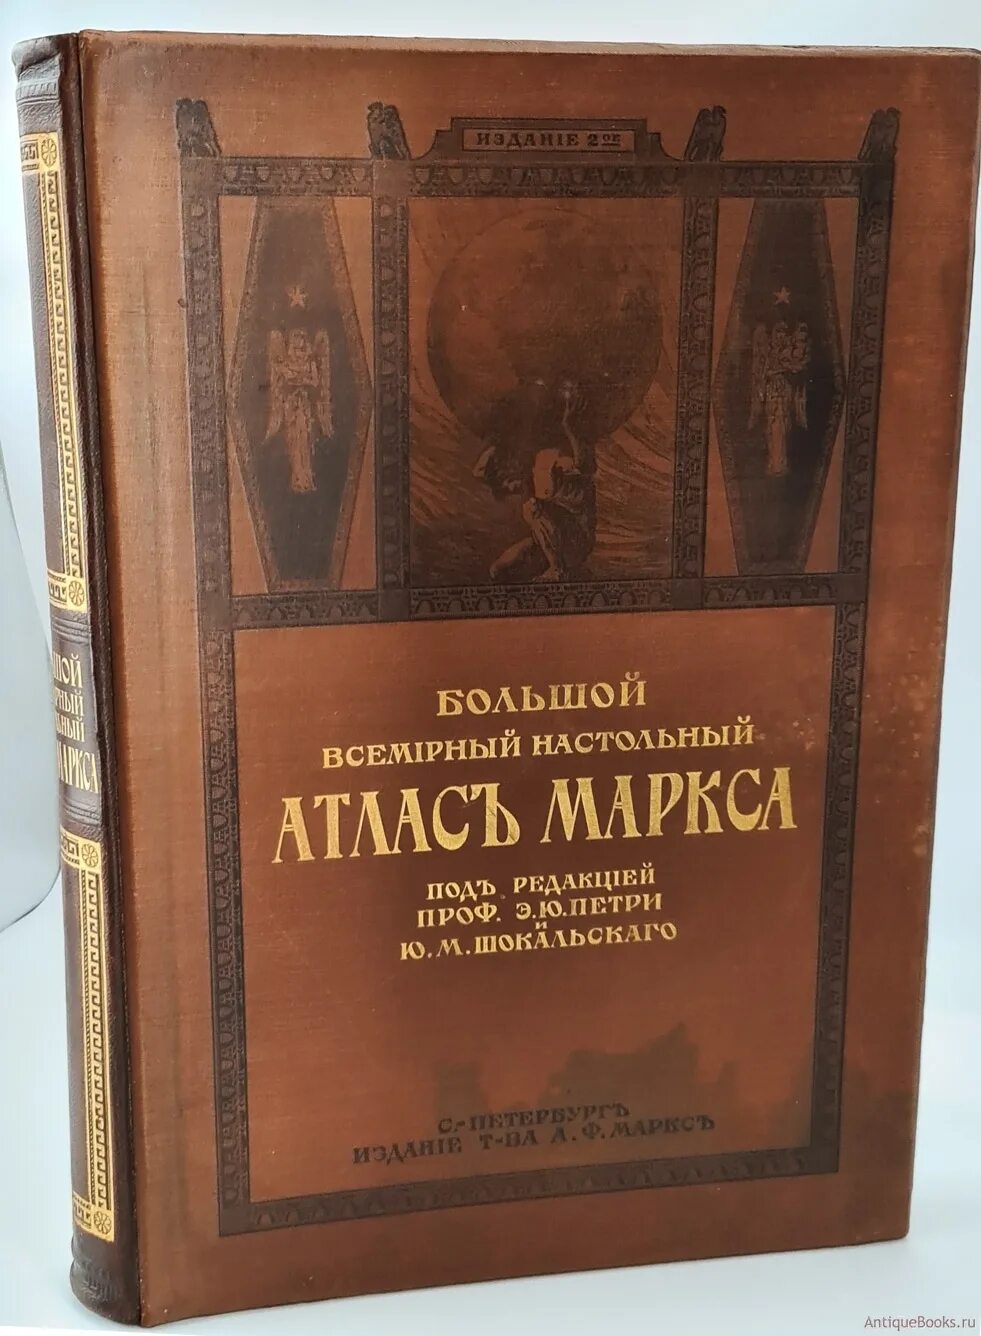 ИЗДАНІЕ 2ОЕ
БОЛЬШОЙ
ВСЕМІРНЫЙ НАСТОЛЬНЫЙ
АТЛАСЪ МАРКСА
ПОДЪ РЕДАКЦІЕЙ
ПРОФ. Э.Ю.ПЕТРИ
И
Ю.М.ШОКАЛЬСКАГО
С.-ПЕТЕРБУРГЪ
ИЗДАНІЕ Т-ВА А.Ф.МАРКСЪ
AntiqueBooks.ru